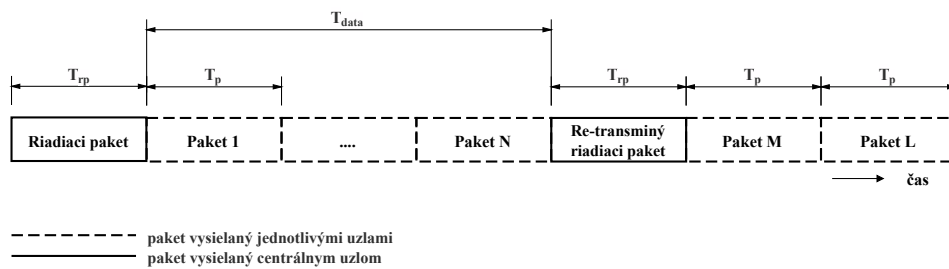 T_data
T_rp
T_p
T_rp
T_p
T_p
Riadiaci paket
Paket 1
....
Paket N
Re-transminý
riadiaci paket
Paket M
Paket L
čas
paket vysielaný jednotlivými uzlami
paket vysielaný centrálnym uzlom